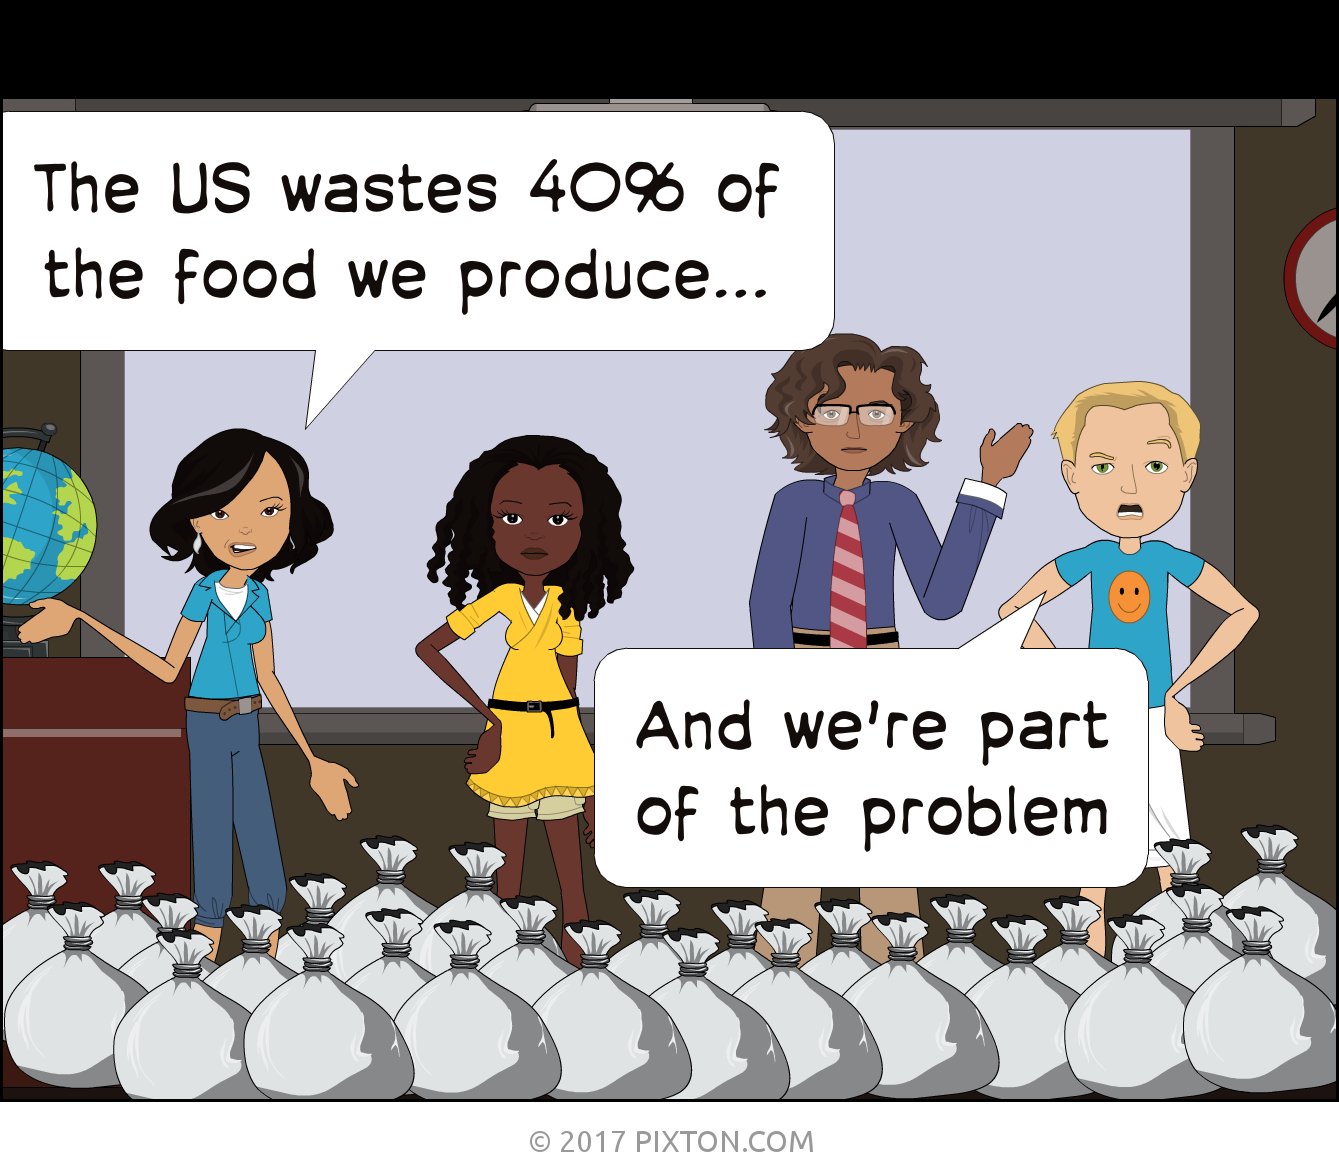 The US wastes 40% of
the food we produce...
And we're part
of the problem
© 2017 PIXTON.COM